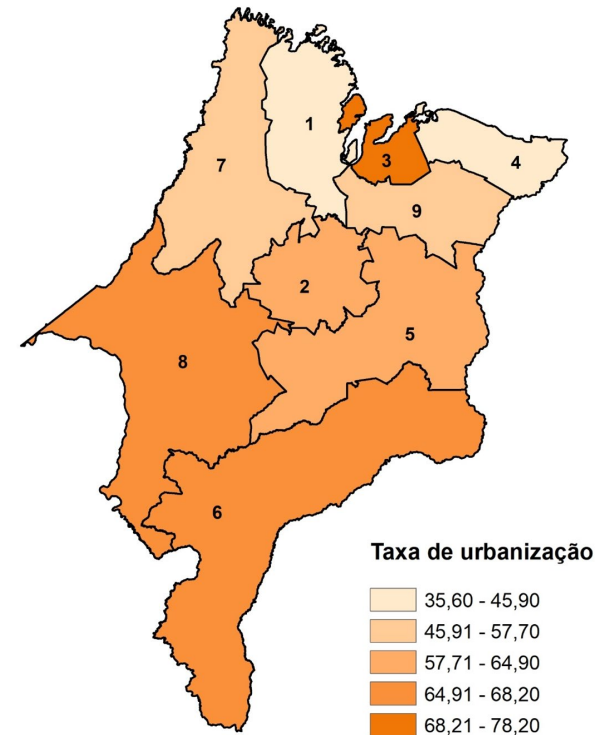 1
3
4
7
9
2
5
8
6
Taxa de urbanização
35,60 - 45,90
45,91 - 57,70
57,71 - 64,90
64,91 - 68,20
68,21 - 78,20